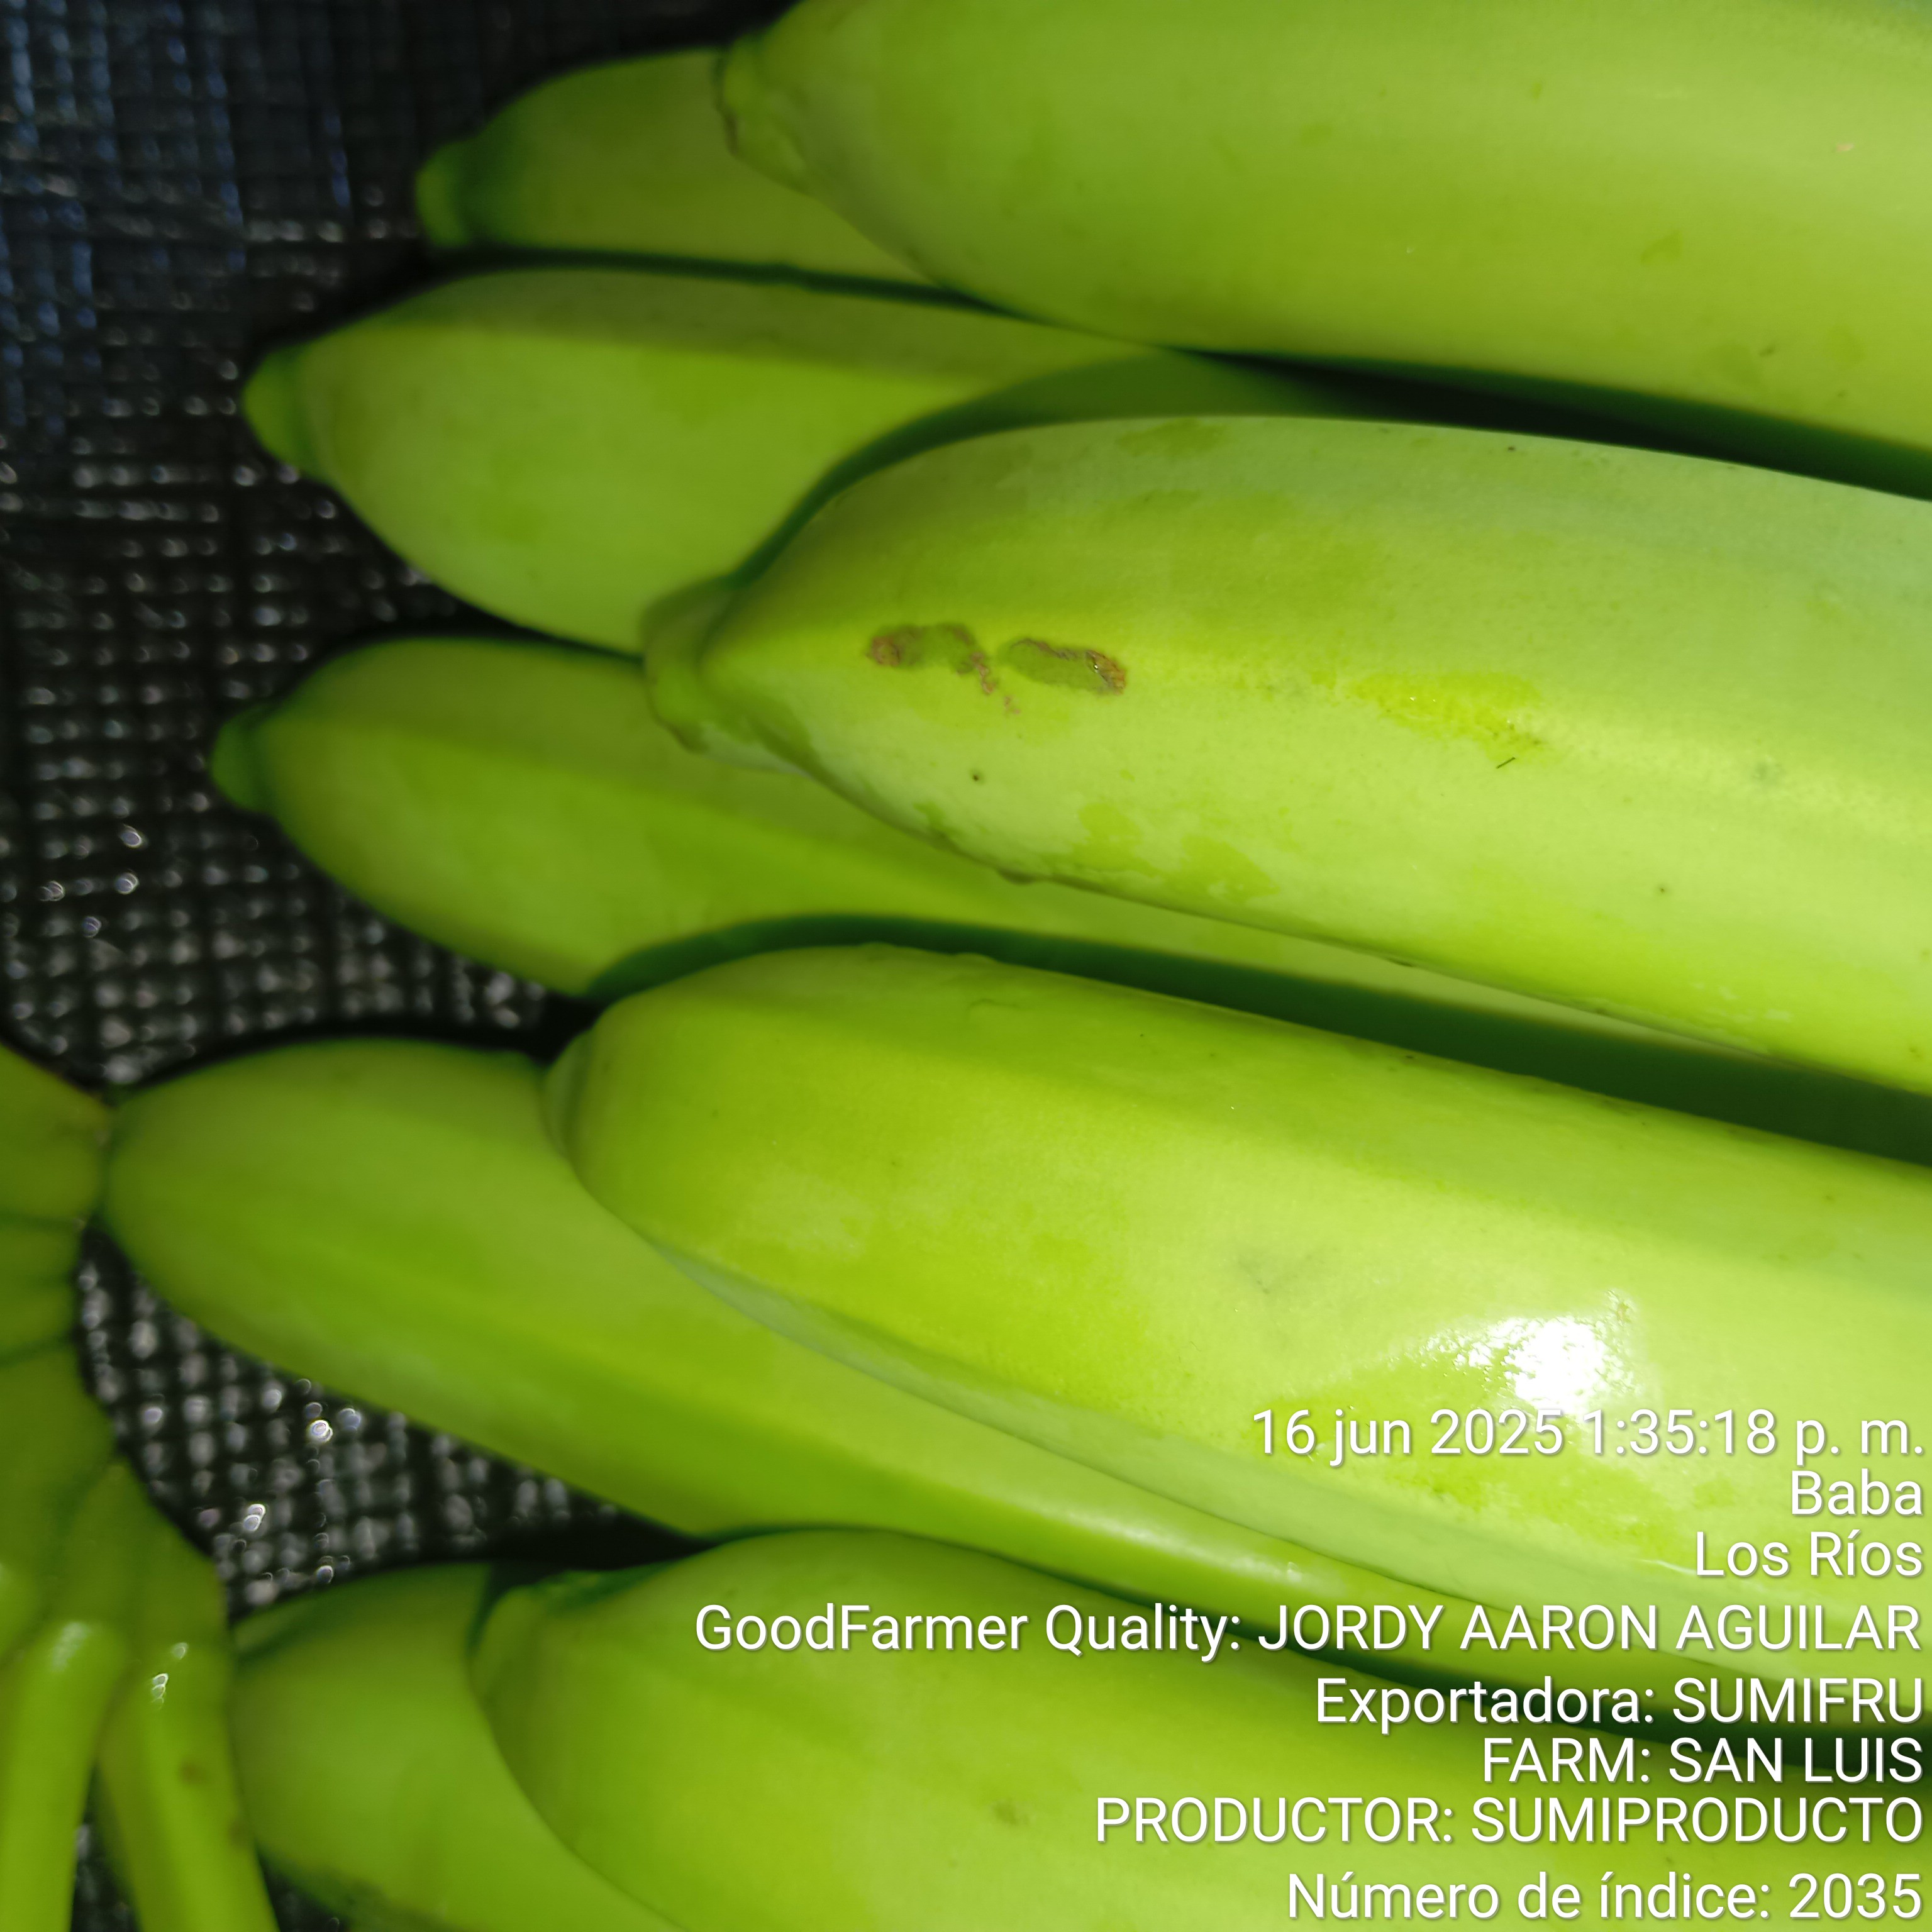 16 jun 2025 1:35:18 p. m.
Baba
Los Ríos
GoodFarmer Quality: JORDY AARON AGUILAR
Exportadora: SUMIFRU
FARM: SAN LUIS
PRODUCTOR: SUMIPRODUCTO
Número de índice: 2035